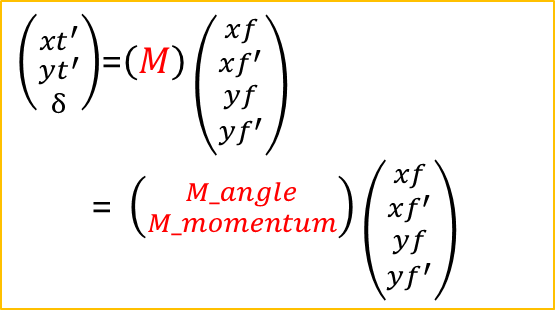 (xt′ yt′ δ) = (M) (xf xf′ yf yf′)
= (M_angle M_momentum) (xf xf′ yf yf′)